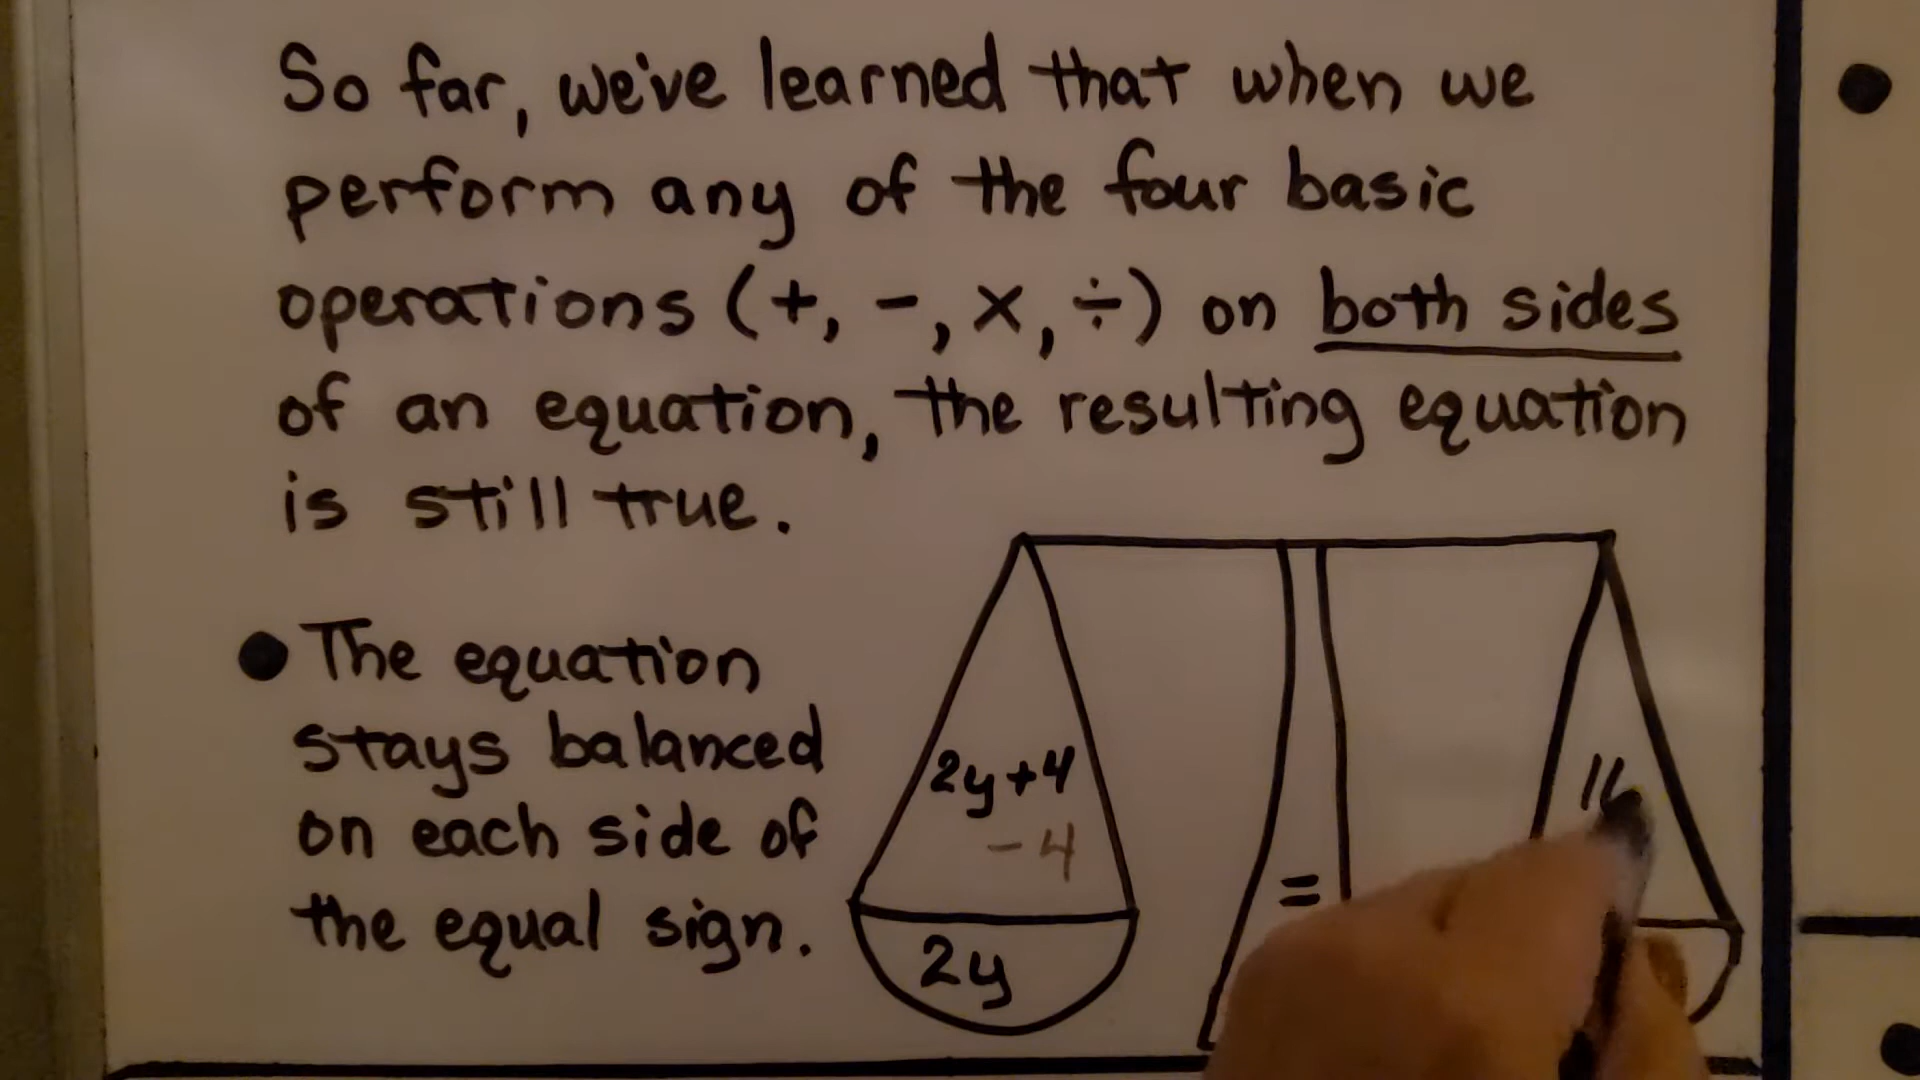 So far, we've learned that when we
perform any of the four basic
operations (+, -, x, ÷) on both sides
of an equation, the resulting equation
is still true.
• The equation
stays balanced
on each side of
the equal sign.
2y+4
- 4
2y
=
16